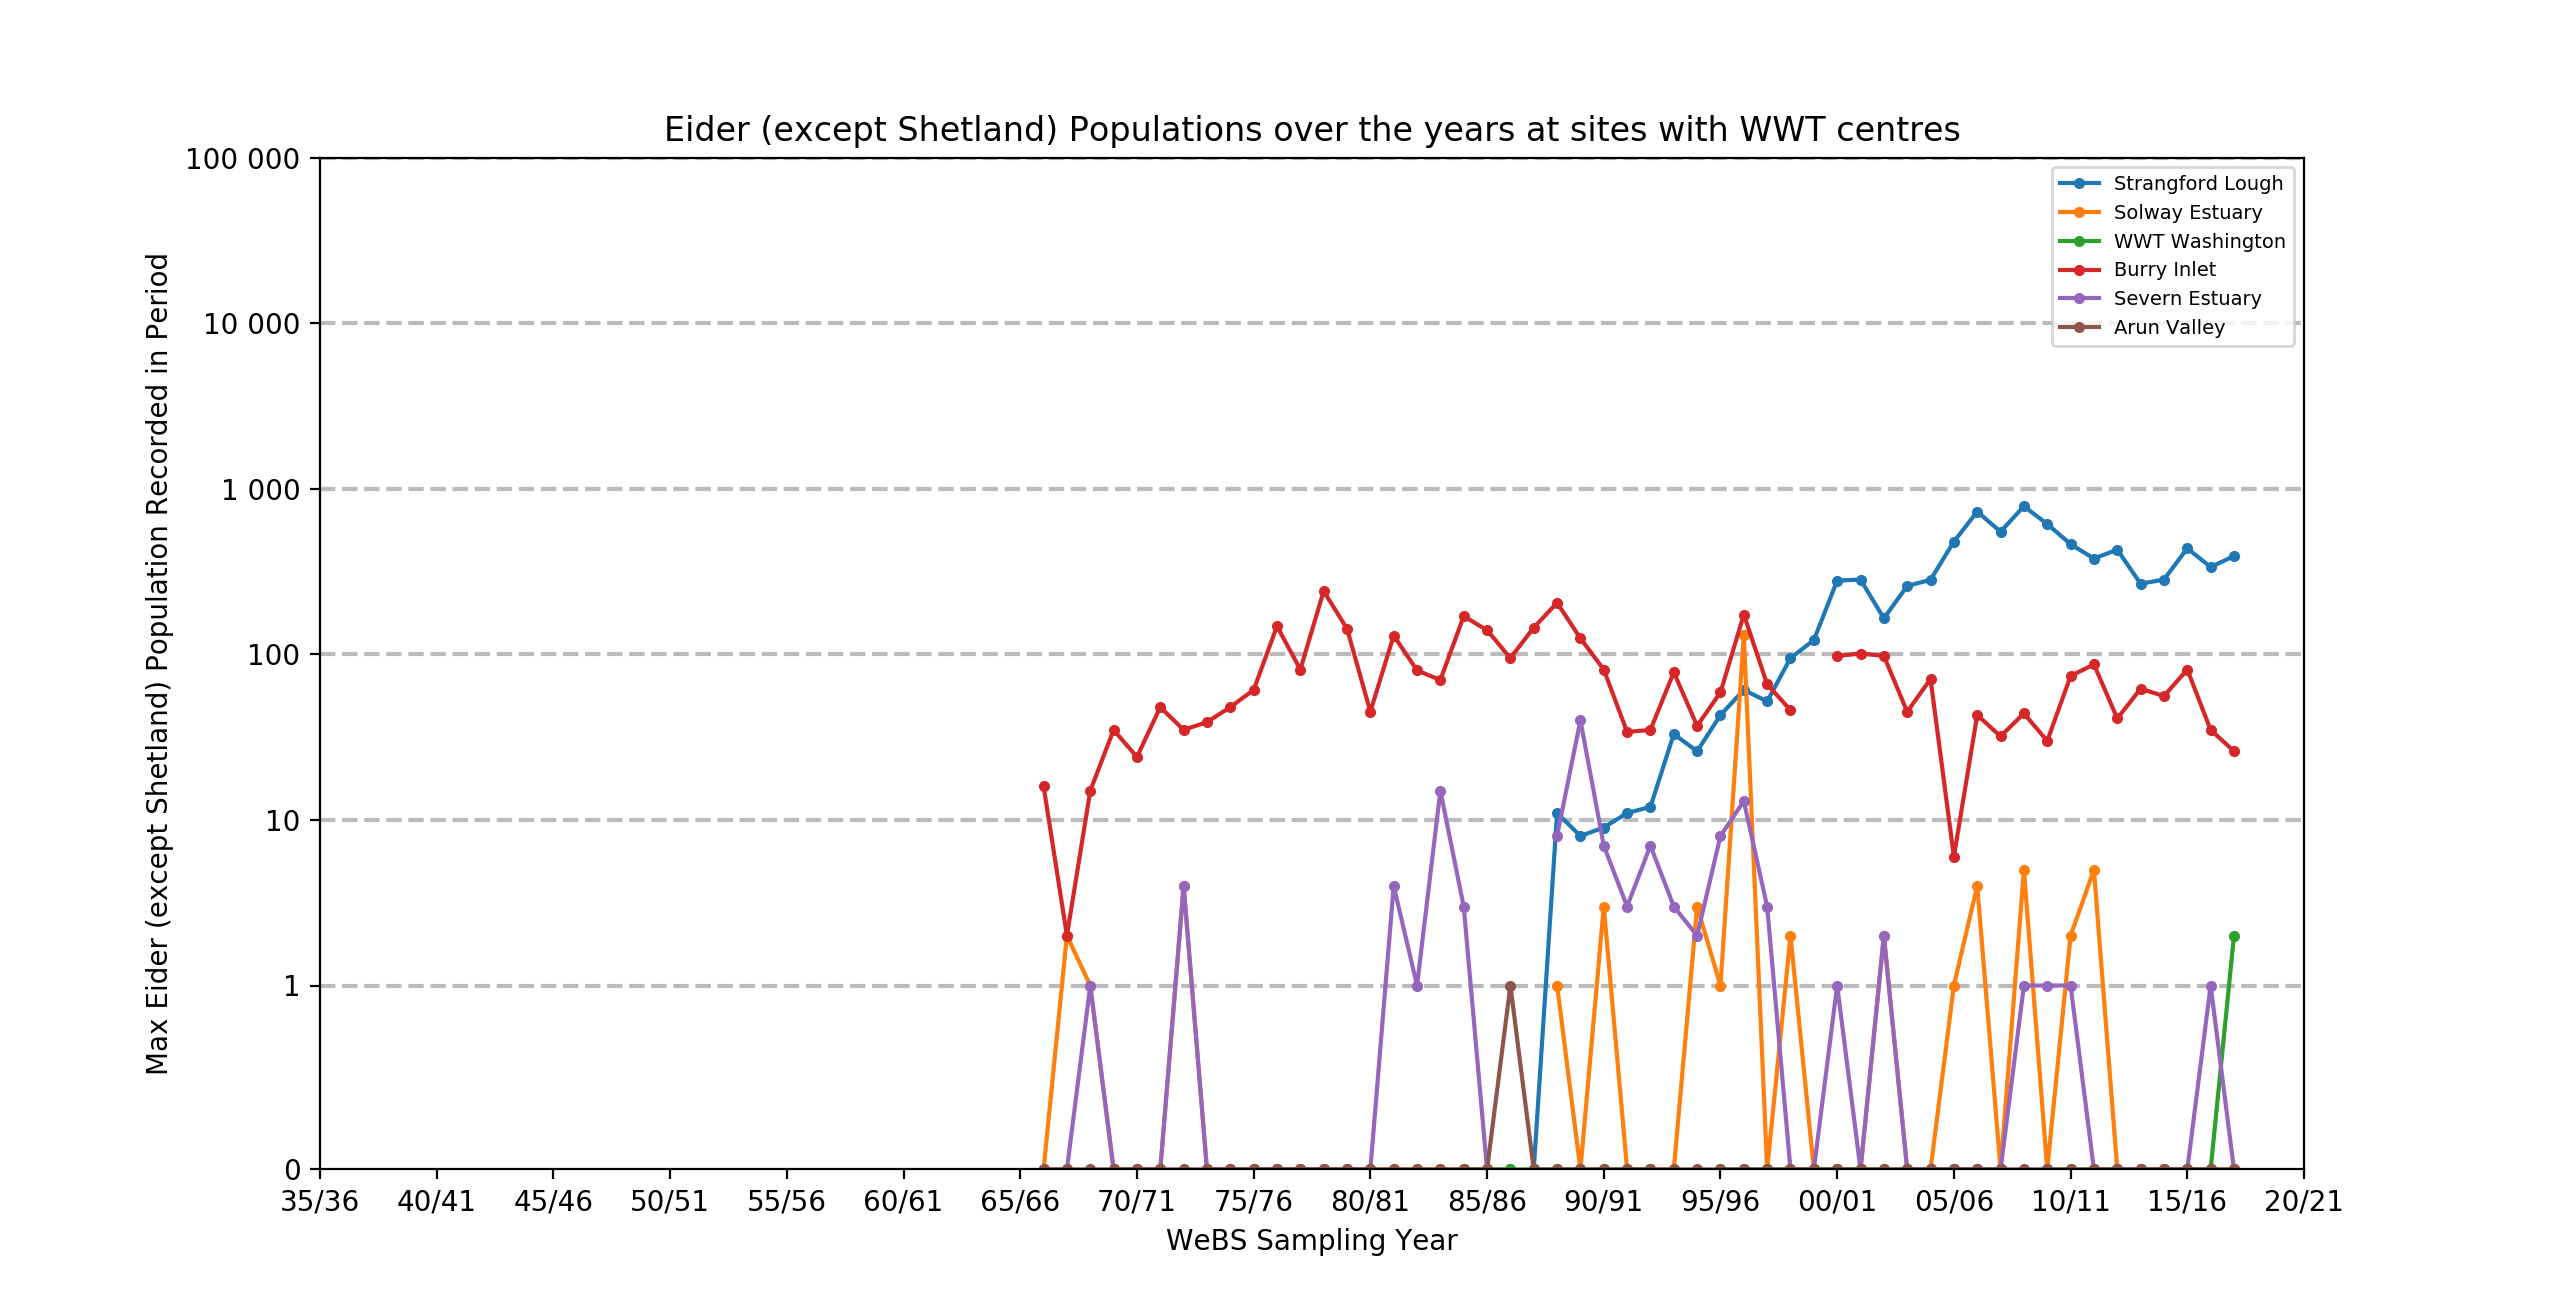 Eider (except Shetland) Populations over the years at sites with WWT centres
Max Eider (except Shetland) Population Recorded in Period
100 000
10 000
1 000
100
10
1
0
Strangford Lough
Solway Estuary
WWT Washington
Burry Inlet
Severn Estuary
Arun Valley
35/36 40/41 45/46 50/51 55/56 60/61 65/66 70/71 75/76 80/81 85/86 90/91 95/96 00/01 05/06 10/11 15/16 20/21
WeBS Sampling Year